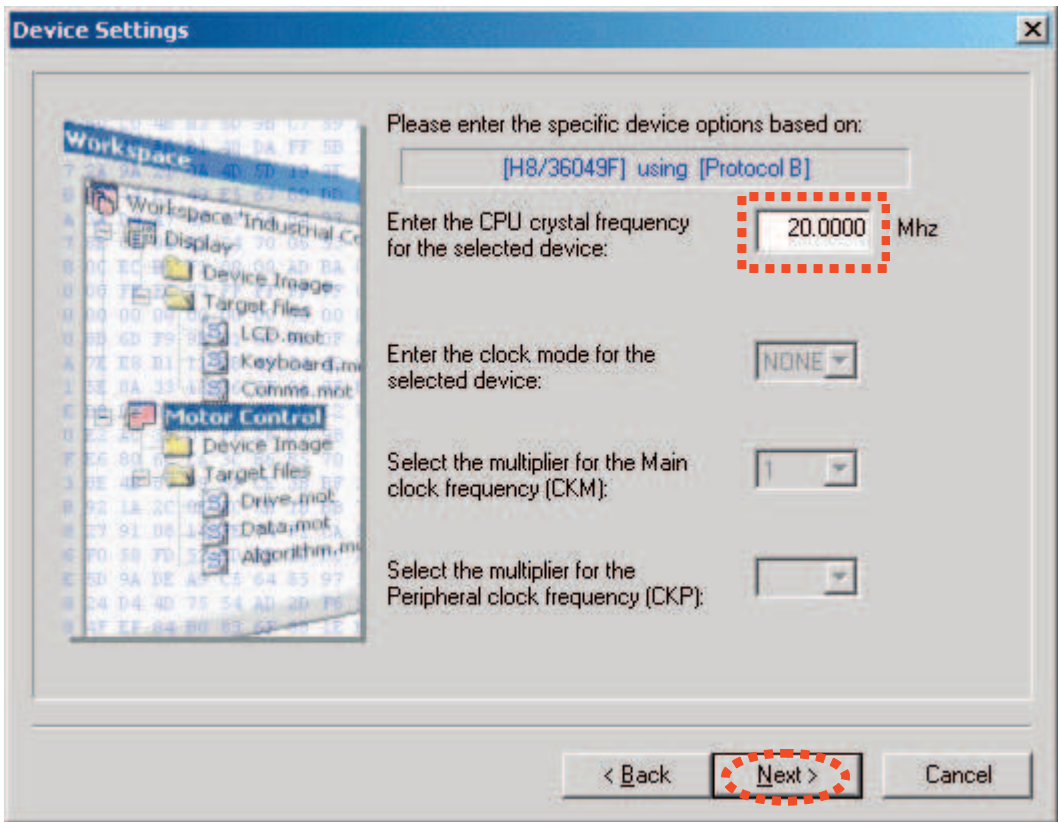 Device Settings
Please enter the specific device options based on:
[H8/36049F] using [Protocol B]
Enter the CPU crystal frequency
for the selected device:
20.0000 Mhz
Enter the clock mode for the
selected device:
NONE
Select the multiplier for the Main
clock frequency (CKM):
1
Select the multiplier for the
Peripheral clock frequency (CKP):
Workspace
Workspace 'Industrial Co
Display
Device Image
Target files
LCD.mot
Keyboard.m
Comms.mot
Motor Control
Device Image
Target files
Drive.mot
Data.mot
Algorithm.m
< Back
Next >
Cancel